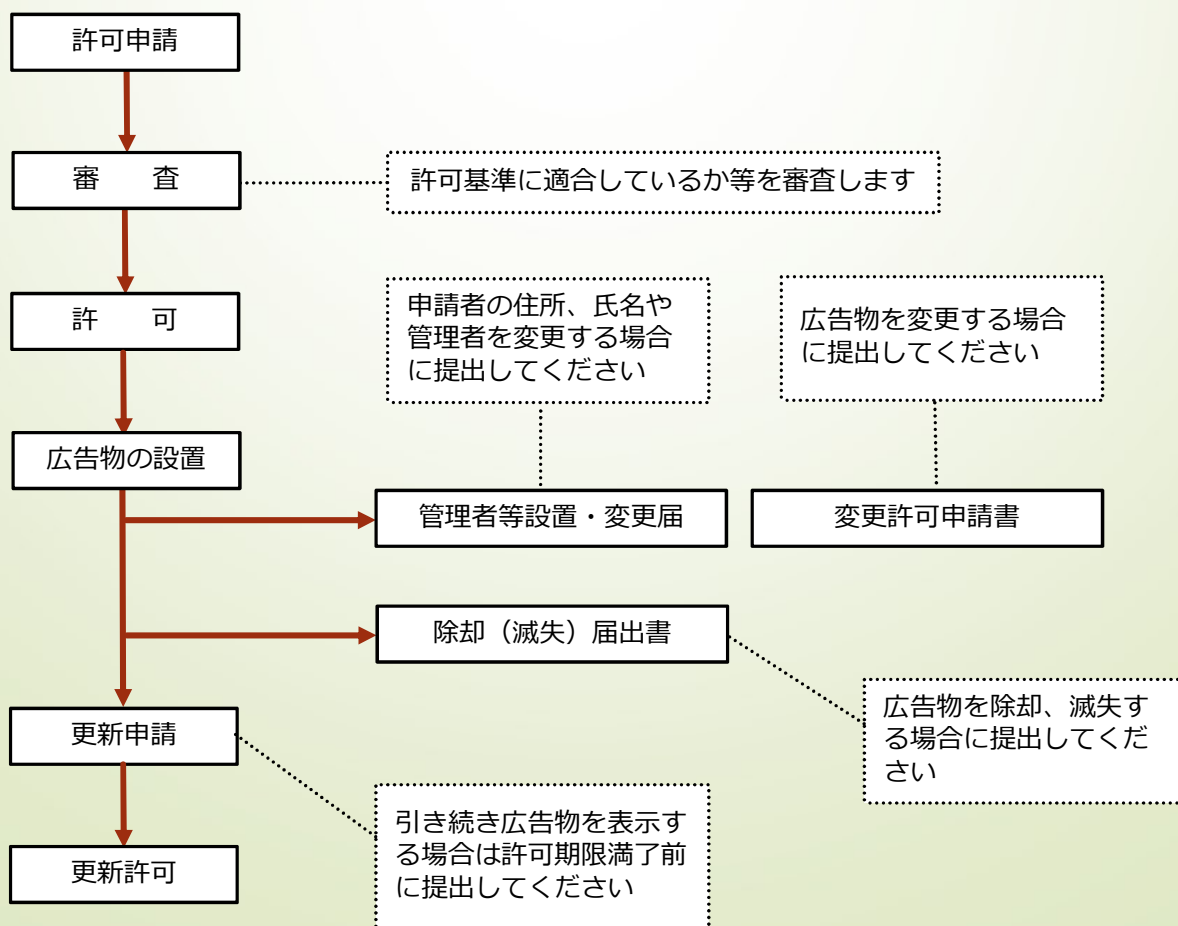 許可申請
審　　査
許可基準に適合しているか等を審査します
許　　可
申請者の住所、氏名や
管理者を変更する場合
に提出してください
広告物を変更する場合
に提出してください
広告物の設置
管理者等設置・変更届
変更許可申請書
除却（滅失）届出書
広告物を除却、滅失す
る場合に提出してくだ
さい
更新申請
引き続き広告物を表示す
る場合は許可期限満了前
に提出してください
更新許可